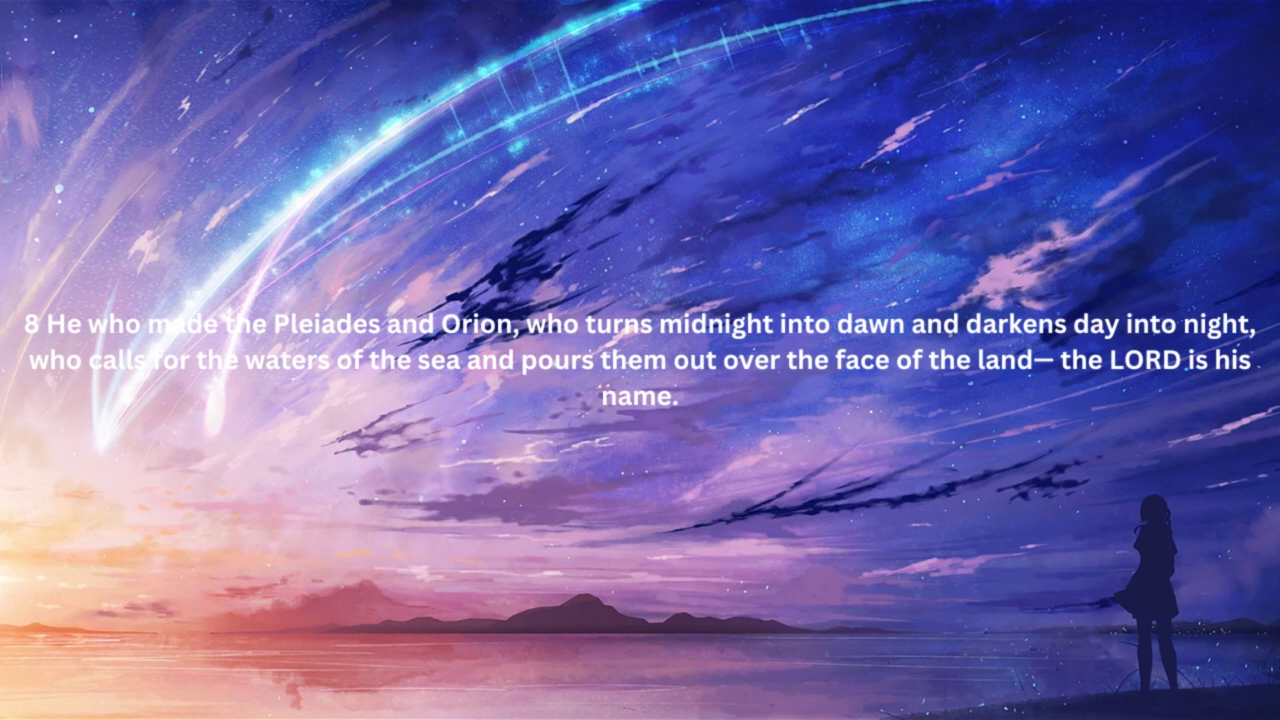 8 He who made the Pleiades and Orion, who turns midnight into dawn and darkens day into night,
who calls for the waters of the sea and pours them out over the face of the land— the LORD is his
name.